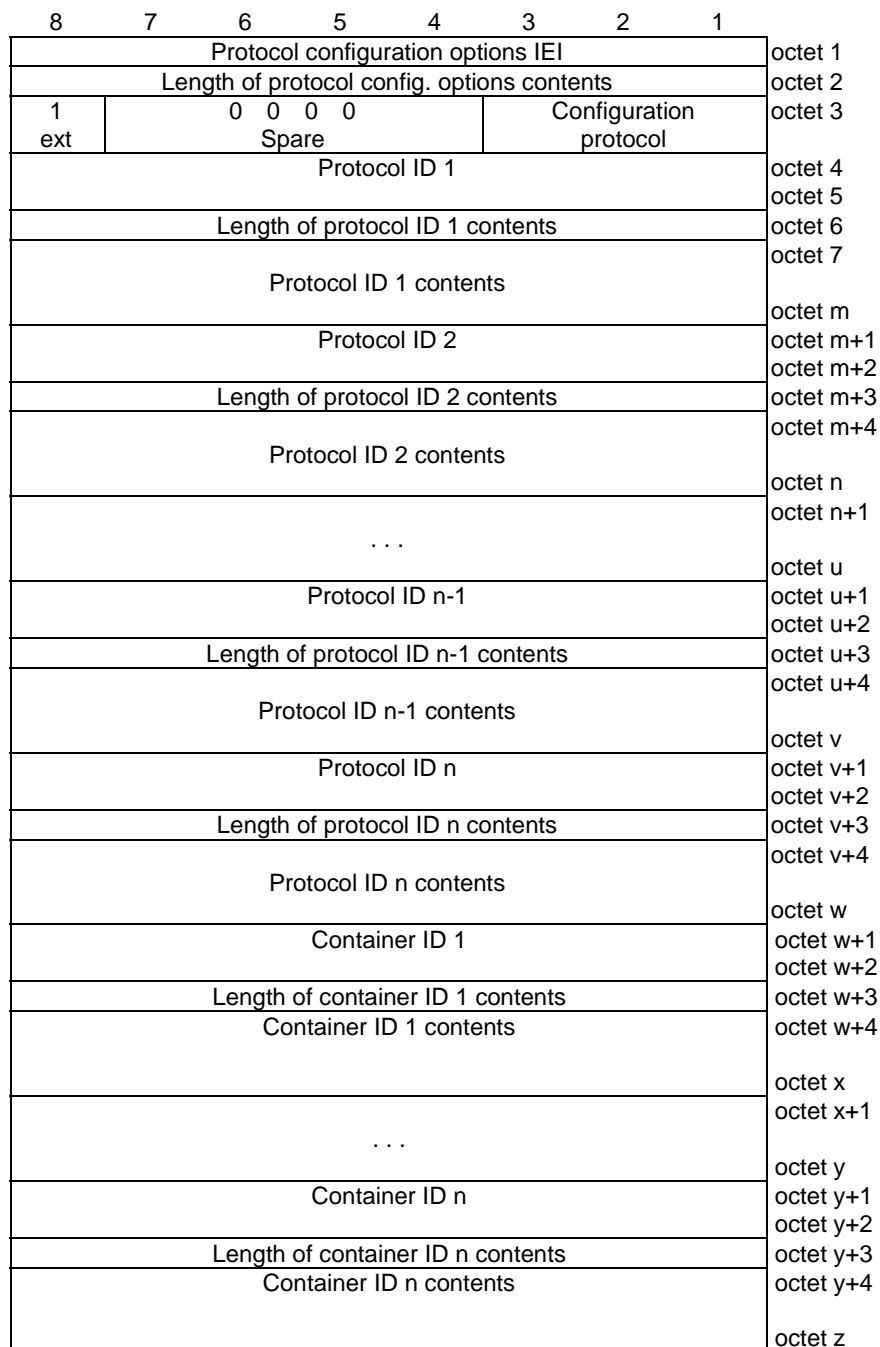 8 7 6 5 4 3 2 1
Protocol configuration options IEI octet 1
Length of protocol config. options contents octet 2
1 0 0 0 0 Configuration octet 3
ext Spare protocol
Protocol ID 1 octet 4
octet 5
Length of protocol ID 1 contents octet 6
octet 7
Protocol ID 1 contents
octet m
Protocol ID 2 octet m+1
octet m+2
Length of protocol ID 2 contents octet m+3
octet m+4
Protocol ID 2 contents
octet n
octet n+1
. . .
octet u
Protocol ID n-1 octet u+1
octet u+2
Length of protocol ID n-1 contents octet u+3
octet u+4
Protocol ID n-1 contents
octet v
Protocol ID n octet v+1
octet v+2
Length of protocol ID n contents octet v+3
octet v+4
Protocol ID n contents
octet w
Container ID 1 octet w+1
octet w+2
Length of container ID 1 contents octet w+3
Container ID 1 contents octet w+4
octet x
octet x+1
. . .
octet y
Container ID n octet y+1
octet y+2
Length of container ID n contents octet y+3
Container ID n contents octet y+4
octet z